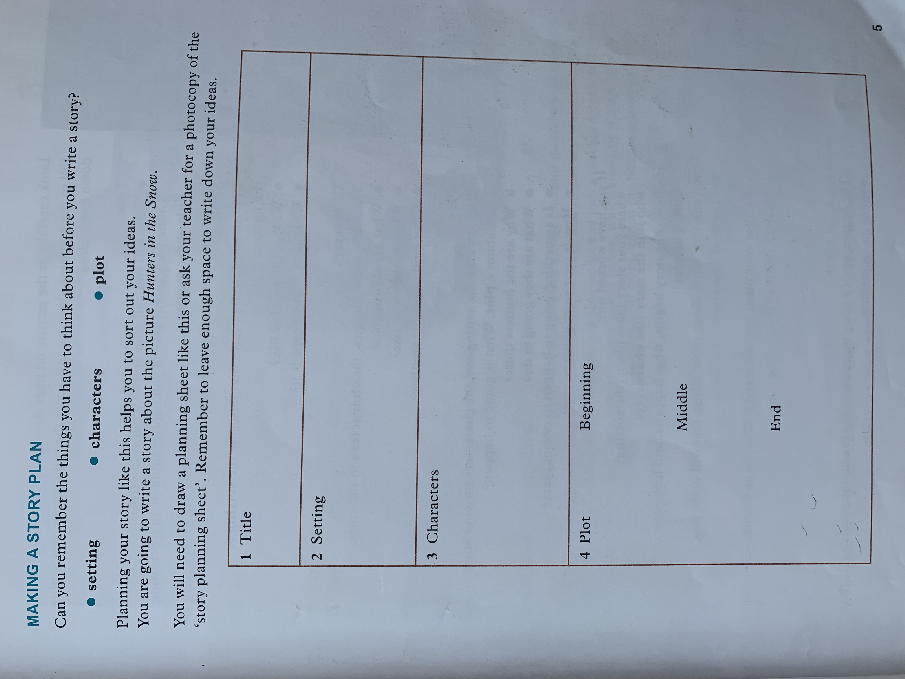 MAKING A STORY PLAN
Can you remember the things you have to think about before you write a story?
• setting • characters • plot
Planning your story like this helps you to sort out your ideas.
You are going to write a story about the picture Hunters in the Snow.
You will need to draw a planning sheet like this or ask your teacher for a photocopy of the
‘story planning sheet’. Remember to leave enough space to write down your ideas.
1 Title
2 Setting
3 Characters
4 Plot Beginning
Middle
End
5